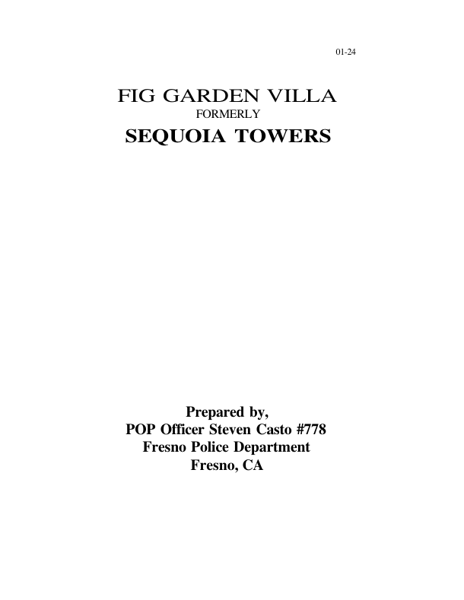 01-24
FIG GARDEN VILLA
FORMERLY
SEQUOIA TOWERS
Prepared by,
POP Officer Steven Casto #778
Fresno Police Department
Fresno, CA